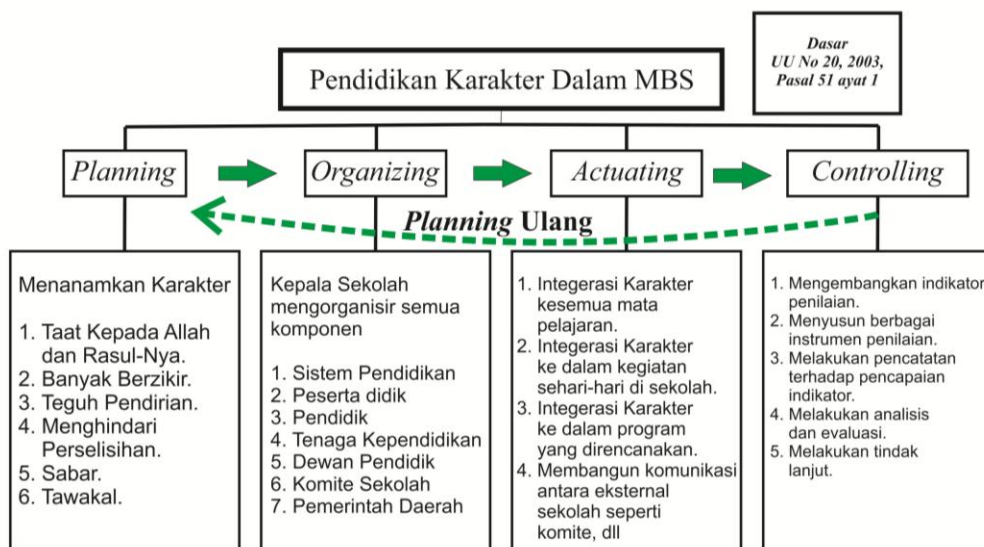 Dasar
UU No 20, 2003,
Pasal 51 ayat 1
Pendidikan Karakter Dalam MBS
Planning
Organizing
Actuating
Controlling
Planning Ulang
Menanamkan Karakter
1. Taat Kepada Allah
dan Rasul-Nya.
2. Banyak Berzikir.
3. Teguh Pendirian.
4. Menghindari
Perselisihan.
5. Sabar.
6. Tawakal.
Kepala Sekolah
mengorganisir semua
komponen
1. Sistem Pendidikan
2. Peserta didik
3. Pendidik
4. Tenaga Kependidikan
5. Dewan Pendidik
6. Komite Sekolah
7. Pemerintah Daerah
1. Integerasi Karakter
kesemua mata
pelajaran.
2. Integerasi Karakter
ke dalam kegiatan
sehari-hari di sekolah.
3. Integerasi Karakter
ke dalam program
yang direncanakan.
4. Membangun komunikasi
antara eksternal
sekolah seperti
komite, dll
1. Mengembangkan indikator
penilaian.
2. Menyusun berbagai
instrumen penilaian.
3. Melakukan pencatatan
terhadap pencapaian
indikator.
4. Melakukan analisis
dan evaluasi.
5. Melakukan tindak
lanjut.